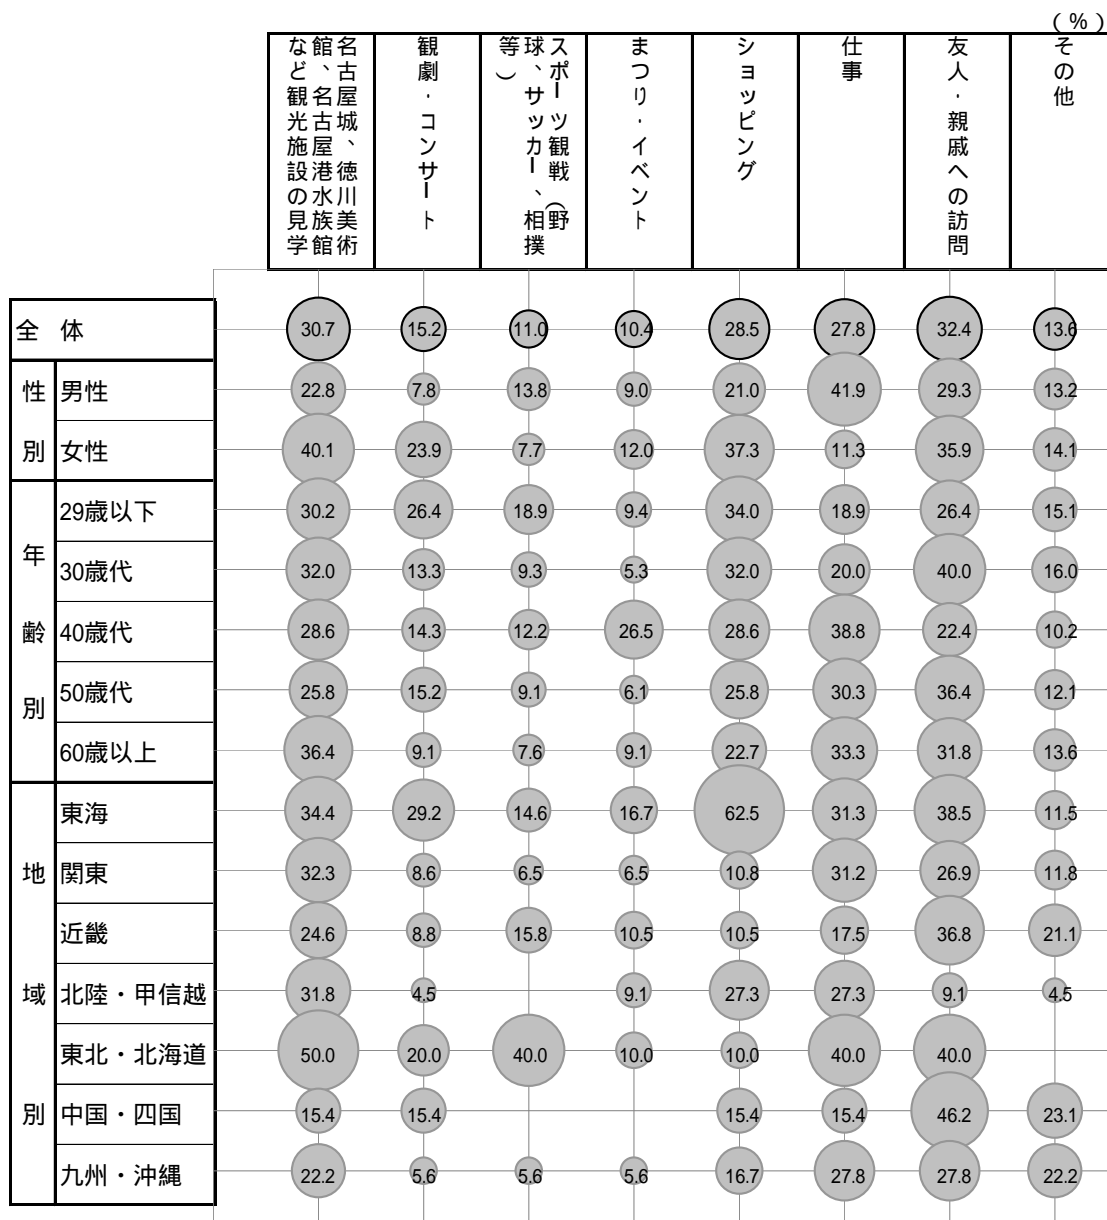 (%)
名古屋城、徳川美術
館、名古屋港水族館
など観光施設の見学
観劇・コンサート
スポーツ観戦(野
球、サッカー、相撲
等)
まつり・イベント
ショッピング
仕事
友人・親戚への訪問
その他
全 体 30.7 15.2 11.0 10.4 28.5 27.8 32.4 13.6
性別
男性 22.8 7.8 13.8 9.0 21.0 41.9 29.3 13.2
女性 40.1 23.9 7.7 12.0 37.3 11.3 35.9 14.1
年齢別
29歳以下 30.2 26.4 18.9 9.4 34.0 18.9 26.4 15.1
30歳代 32.0 13.3 9.3 5.3 32.0 20.0 40.0 16.0
40歳代 28.6 14.3 12.2 26.5 28.6 38.8 22.4 10.2
50歳代 25.8 15.2 9.1 6.1 25.8 30.3 36.4 12.1
60歳以上 36.4 9.1 7.6 9.1 22.7 33.3 31.8 13.6
地域別
東海 34.4 29.2 14.6 16.7 62.5 31.3 38.5 11.5
関東 32.3 8.6 6.5 6.5 10.8 31.2 26.9 11.8
近畿 24.6 8.8 15.8 10.5 10.5 17.5 36.8 21.1
北陸・甲信越 31.8 4.5 9.1 27.3 27.3 9.1 4.5
東北・北海道 50.0 20.0 40.0 10.0 10.0 40.0 40.0
中国・四国 15.4 15.4 15.4 15.4 46.2 23.1
九州・沖縄 22.2 5.6 5.6 5.6 16.7 27.8 27.8 22.2